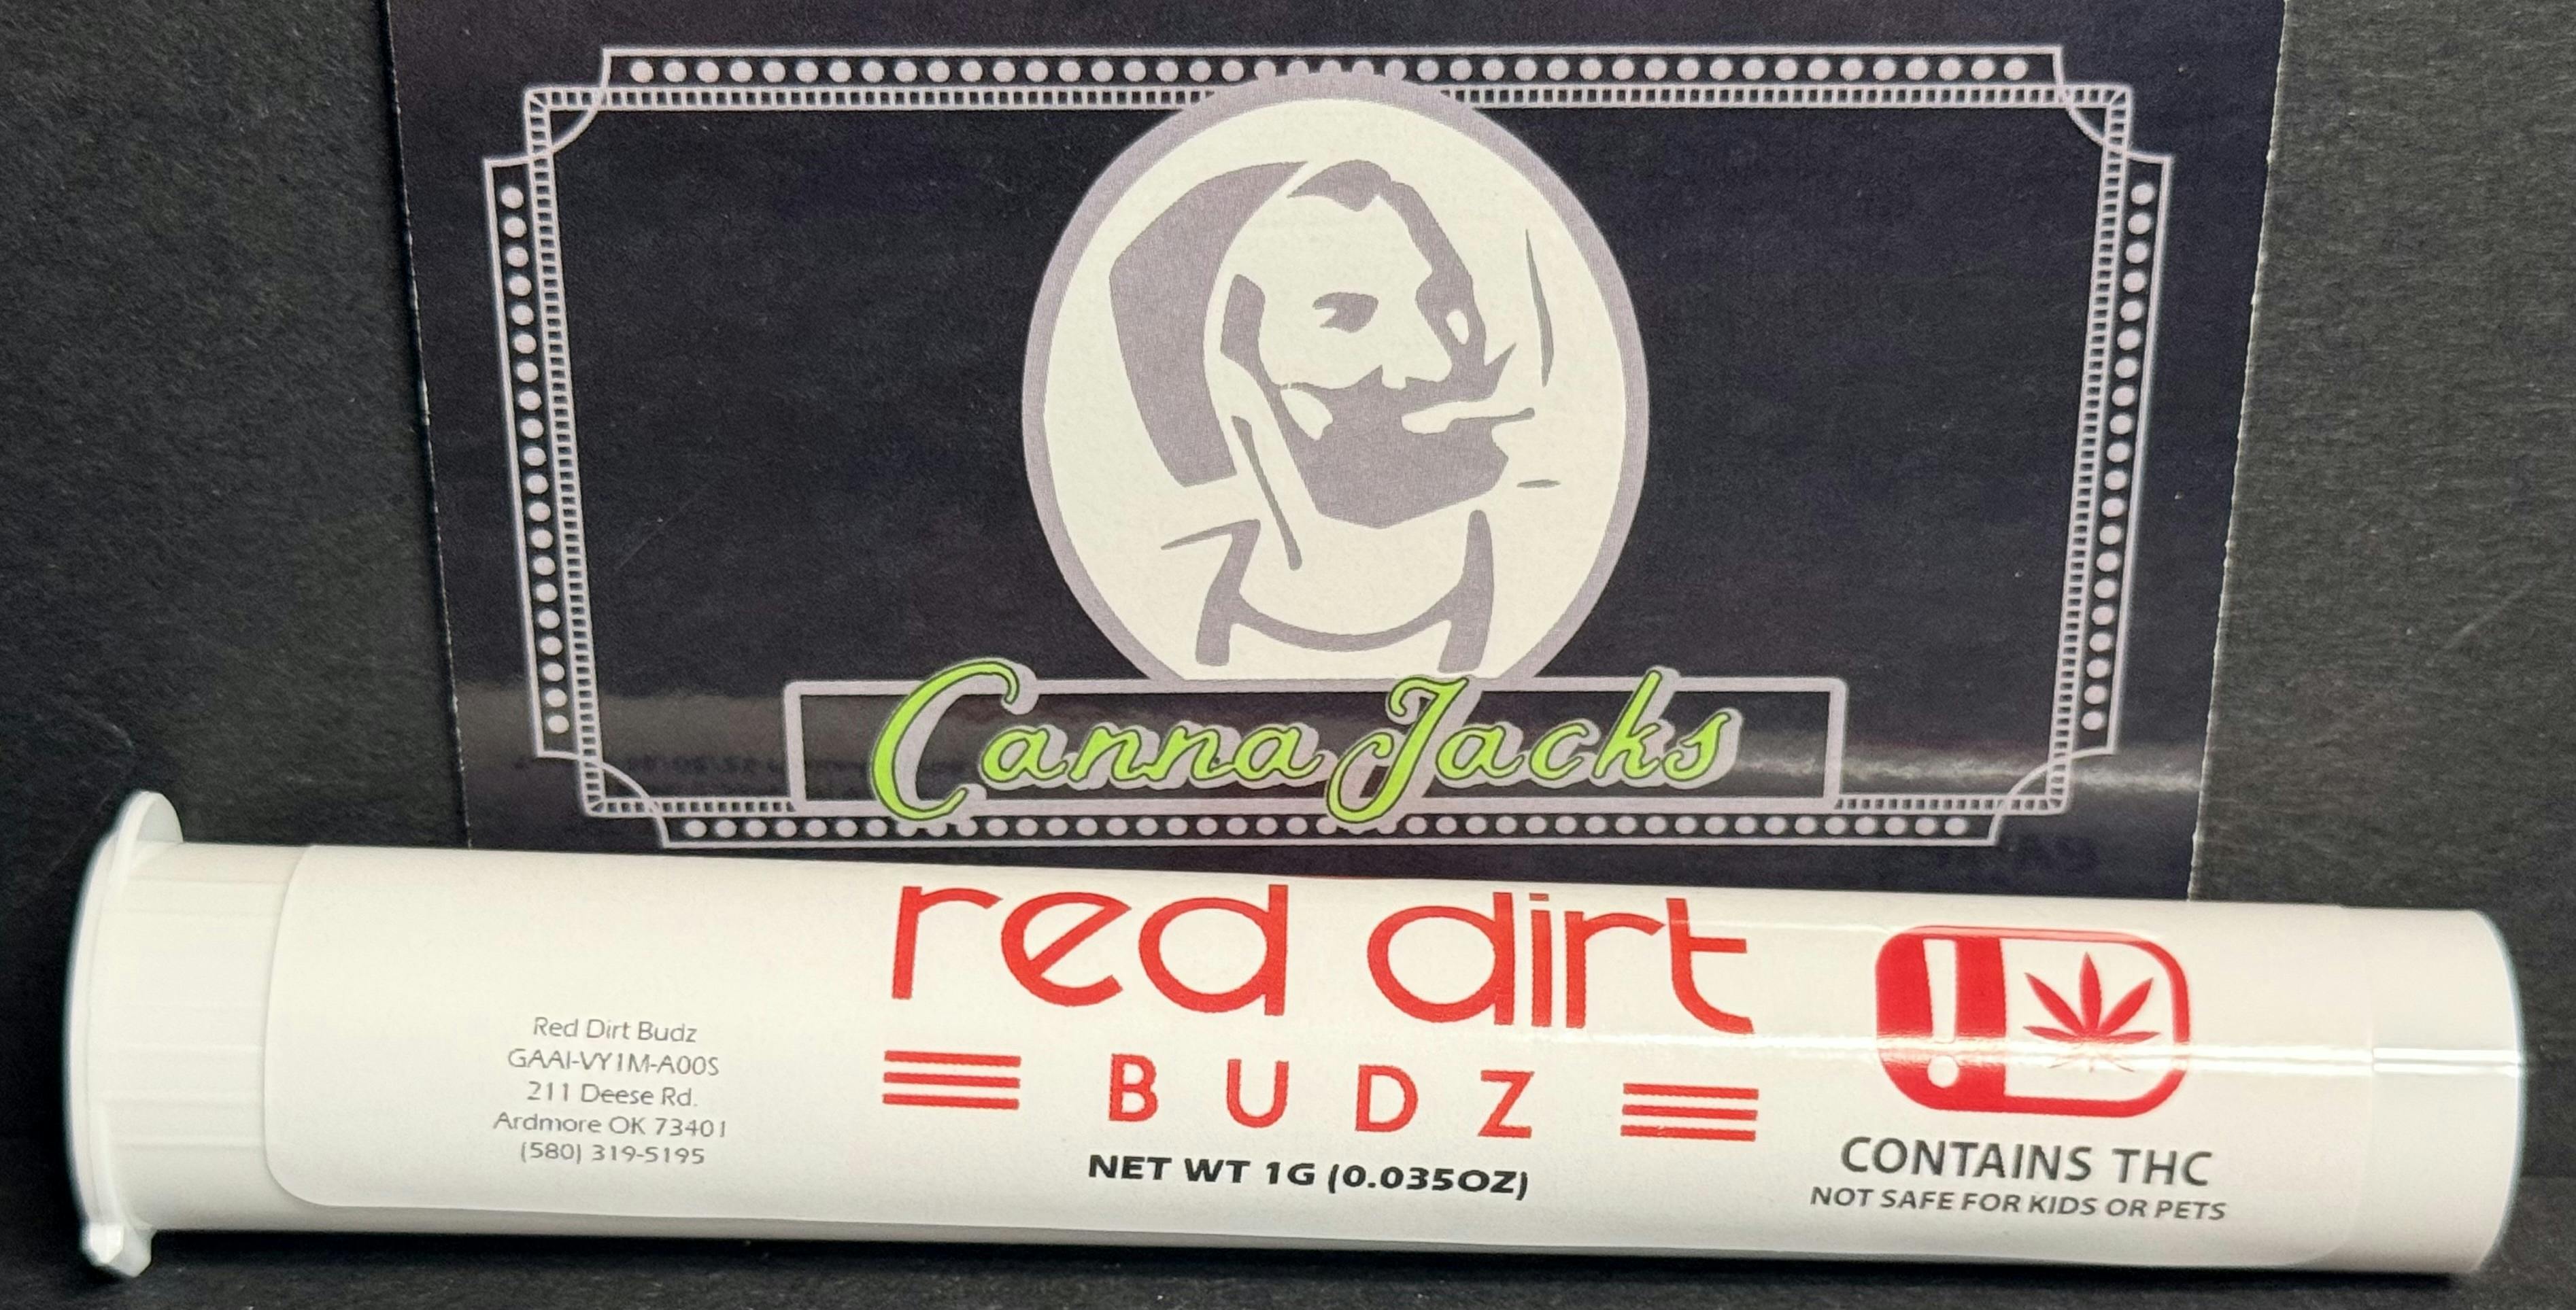 Canna Jacks
red dirt
BUDZ
NET WT 1G (0.035OZ)
Red Dirt Budz
GAAI-VY1M-A00S
211 Deese Rd.
Ardmore OK 73401
(580) 319-5195
!
CONTAINS THC
NOT SAFE FOR KIDS OR PETS